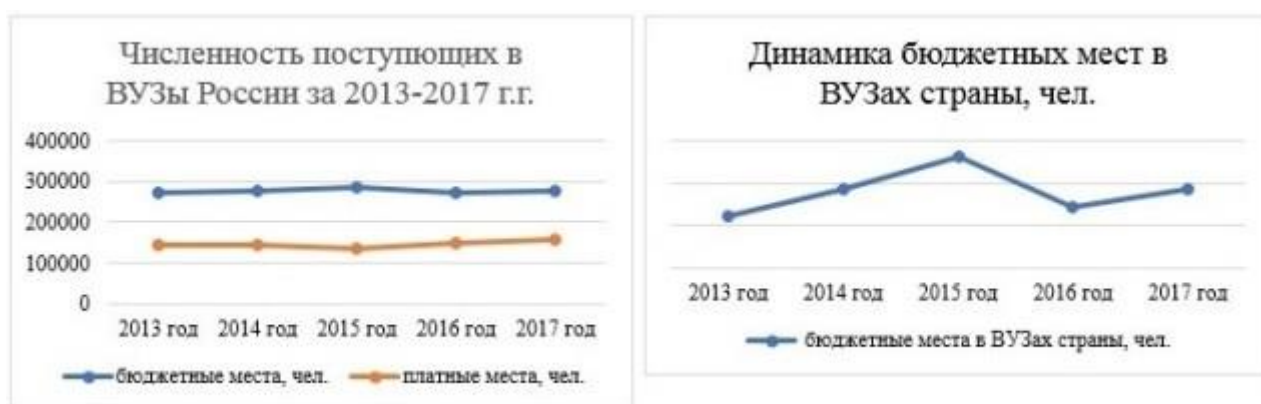 Численность поступющих в
ВУЗы России за 2013-2017 г.г.
400000
300000
200000
100000
0
2013 год 2014 год 2015 год 2016 год 2017 год
бюджетные места, чел. платные места, чел.
Динамика бюджетных мест в
ВУЗах страны, чел.
2013 год 2014 год 2015 год 2016 год 2017 год
бюджетные места в ВУЗах страны, чел.